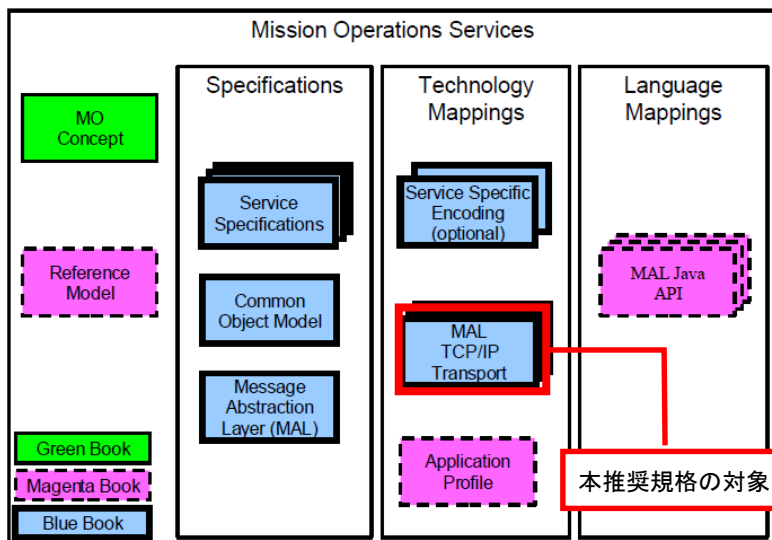 Mission Operations Services
MO
Concept
Reference
Model
Green Book
Magenta Book
Blue Book
Specifications
Service
Specifications
Common
Object Model
Message
Abstraction
Layer (MAL)
Technology
Mappings
Service Specific
Encoding
(optional)
MAL
TCP/IP
Transport
Application
Profile
Language
Mappings
MAL Java
API
本推奨規格の対象